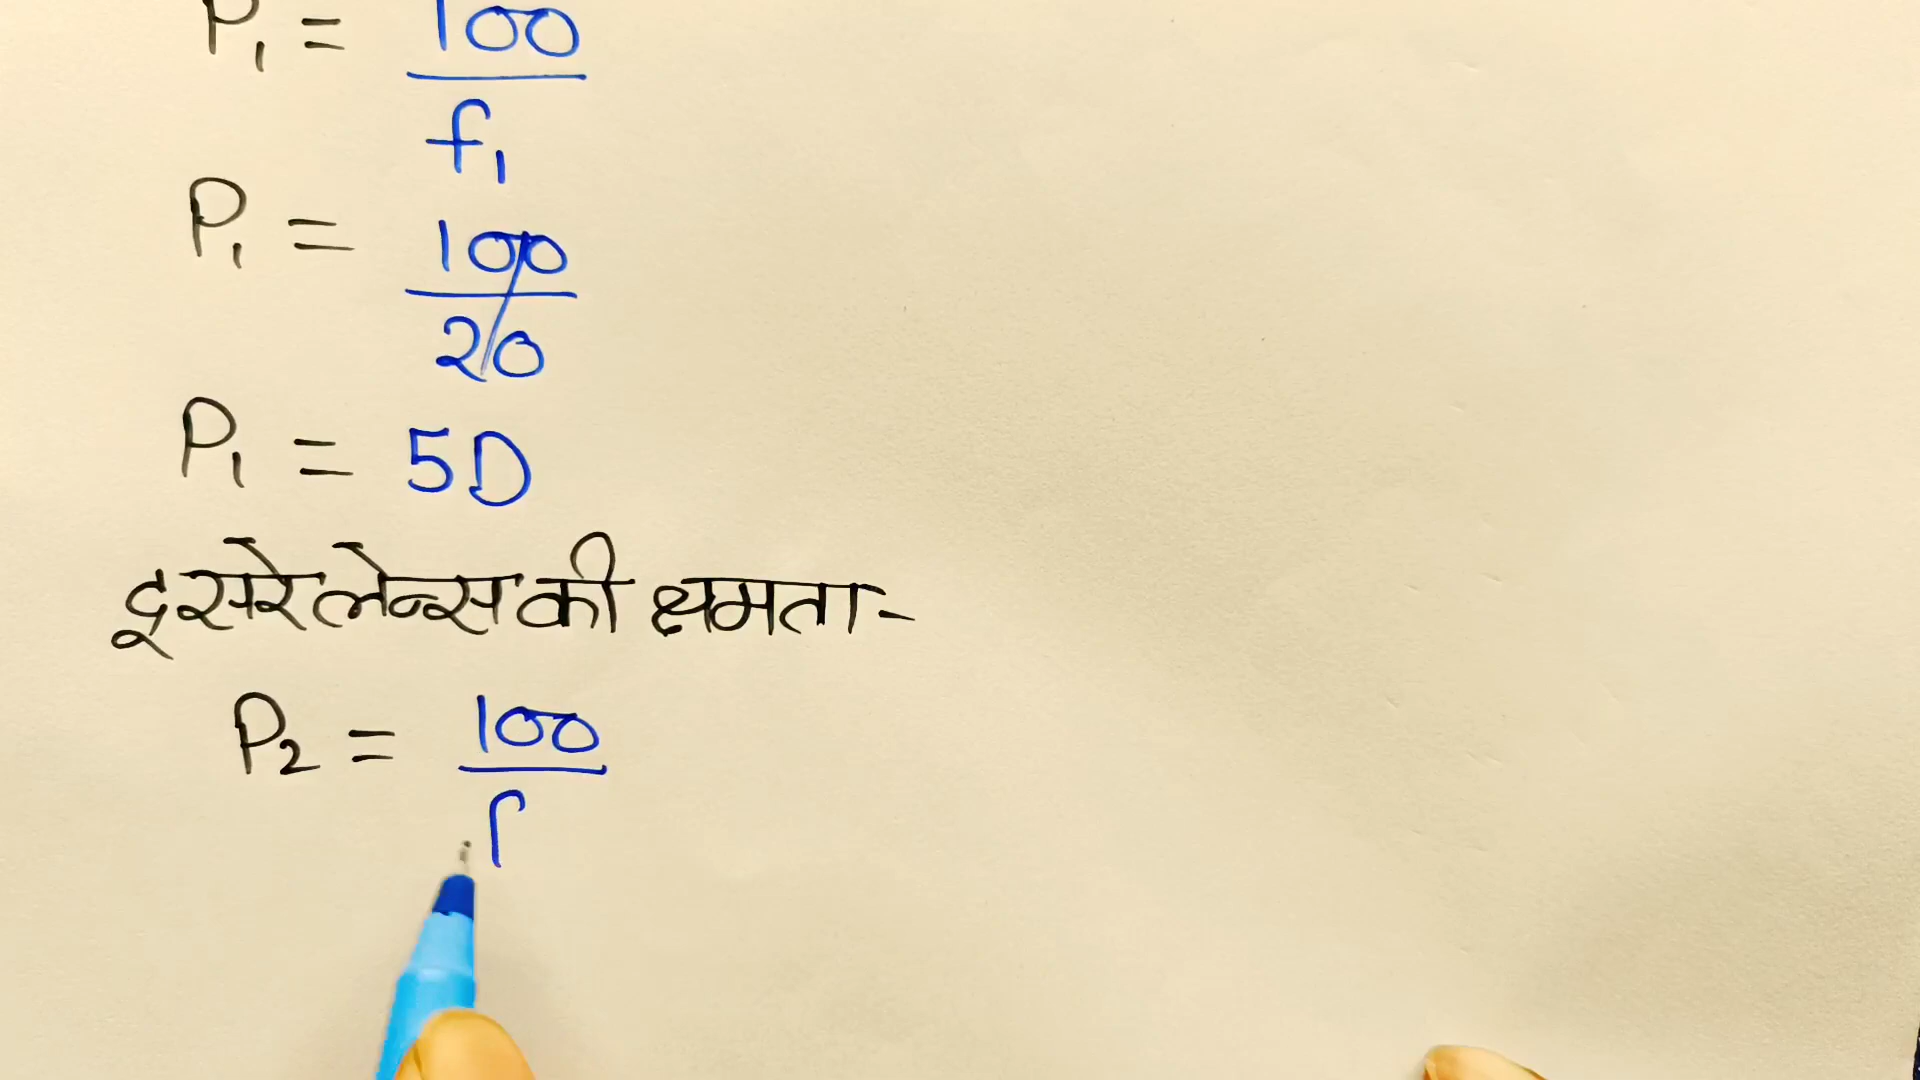 P₁ = 100
f₁
P₁ = 100
20
P₁ = 5D
दूसरे लेन्स की क्षमता -
P₂ = 100